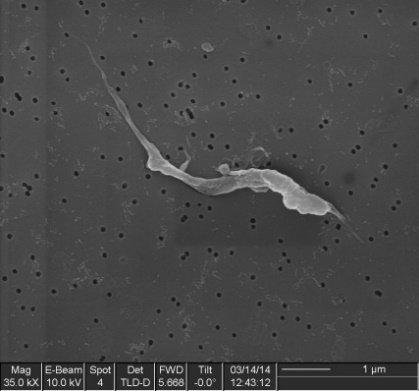 Mag E-Beam Spot Det FWD Tilt 03/14/14 1 µm
35.0 kX 10.0 kV 4 TLD-D 5.668 -0.0° 12:43:12